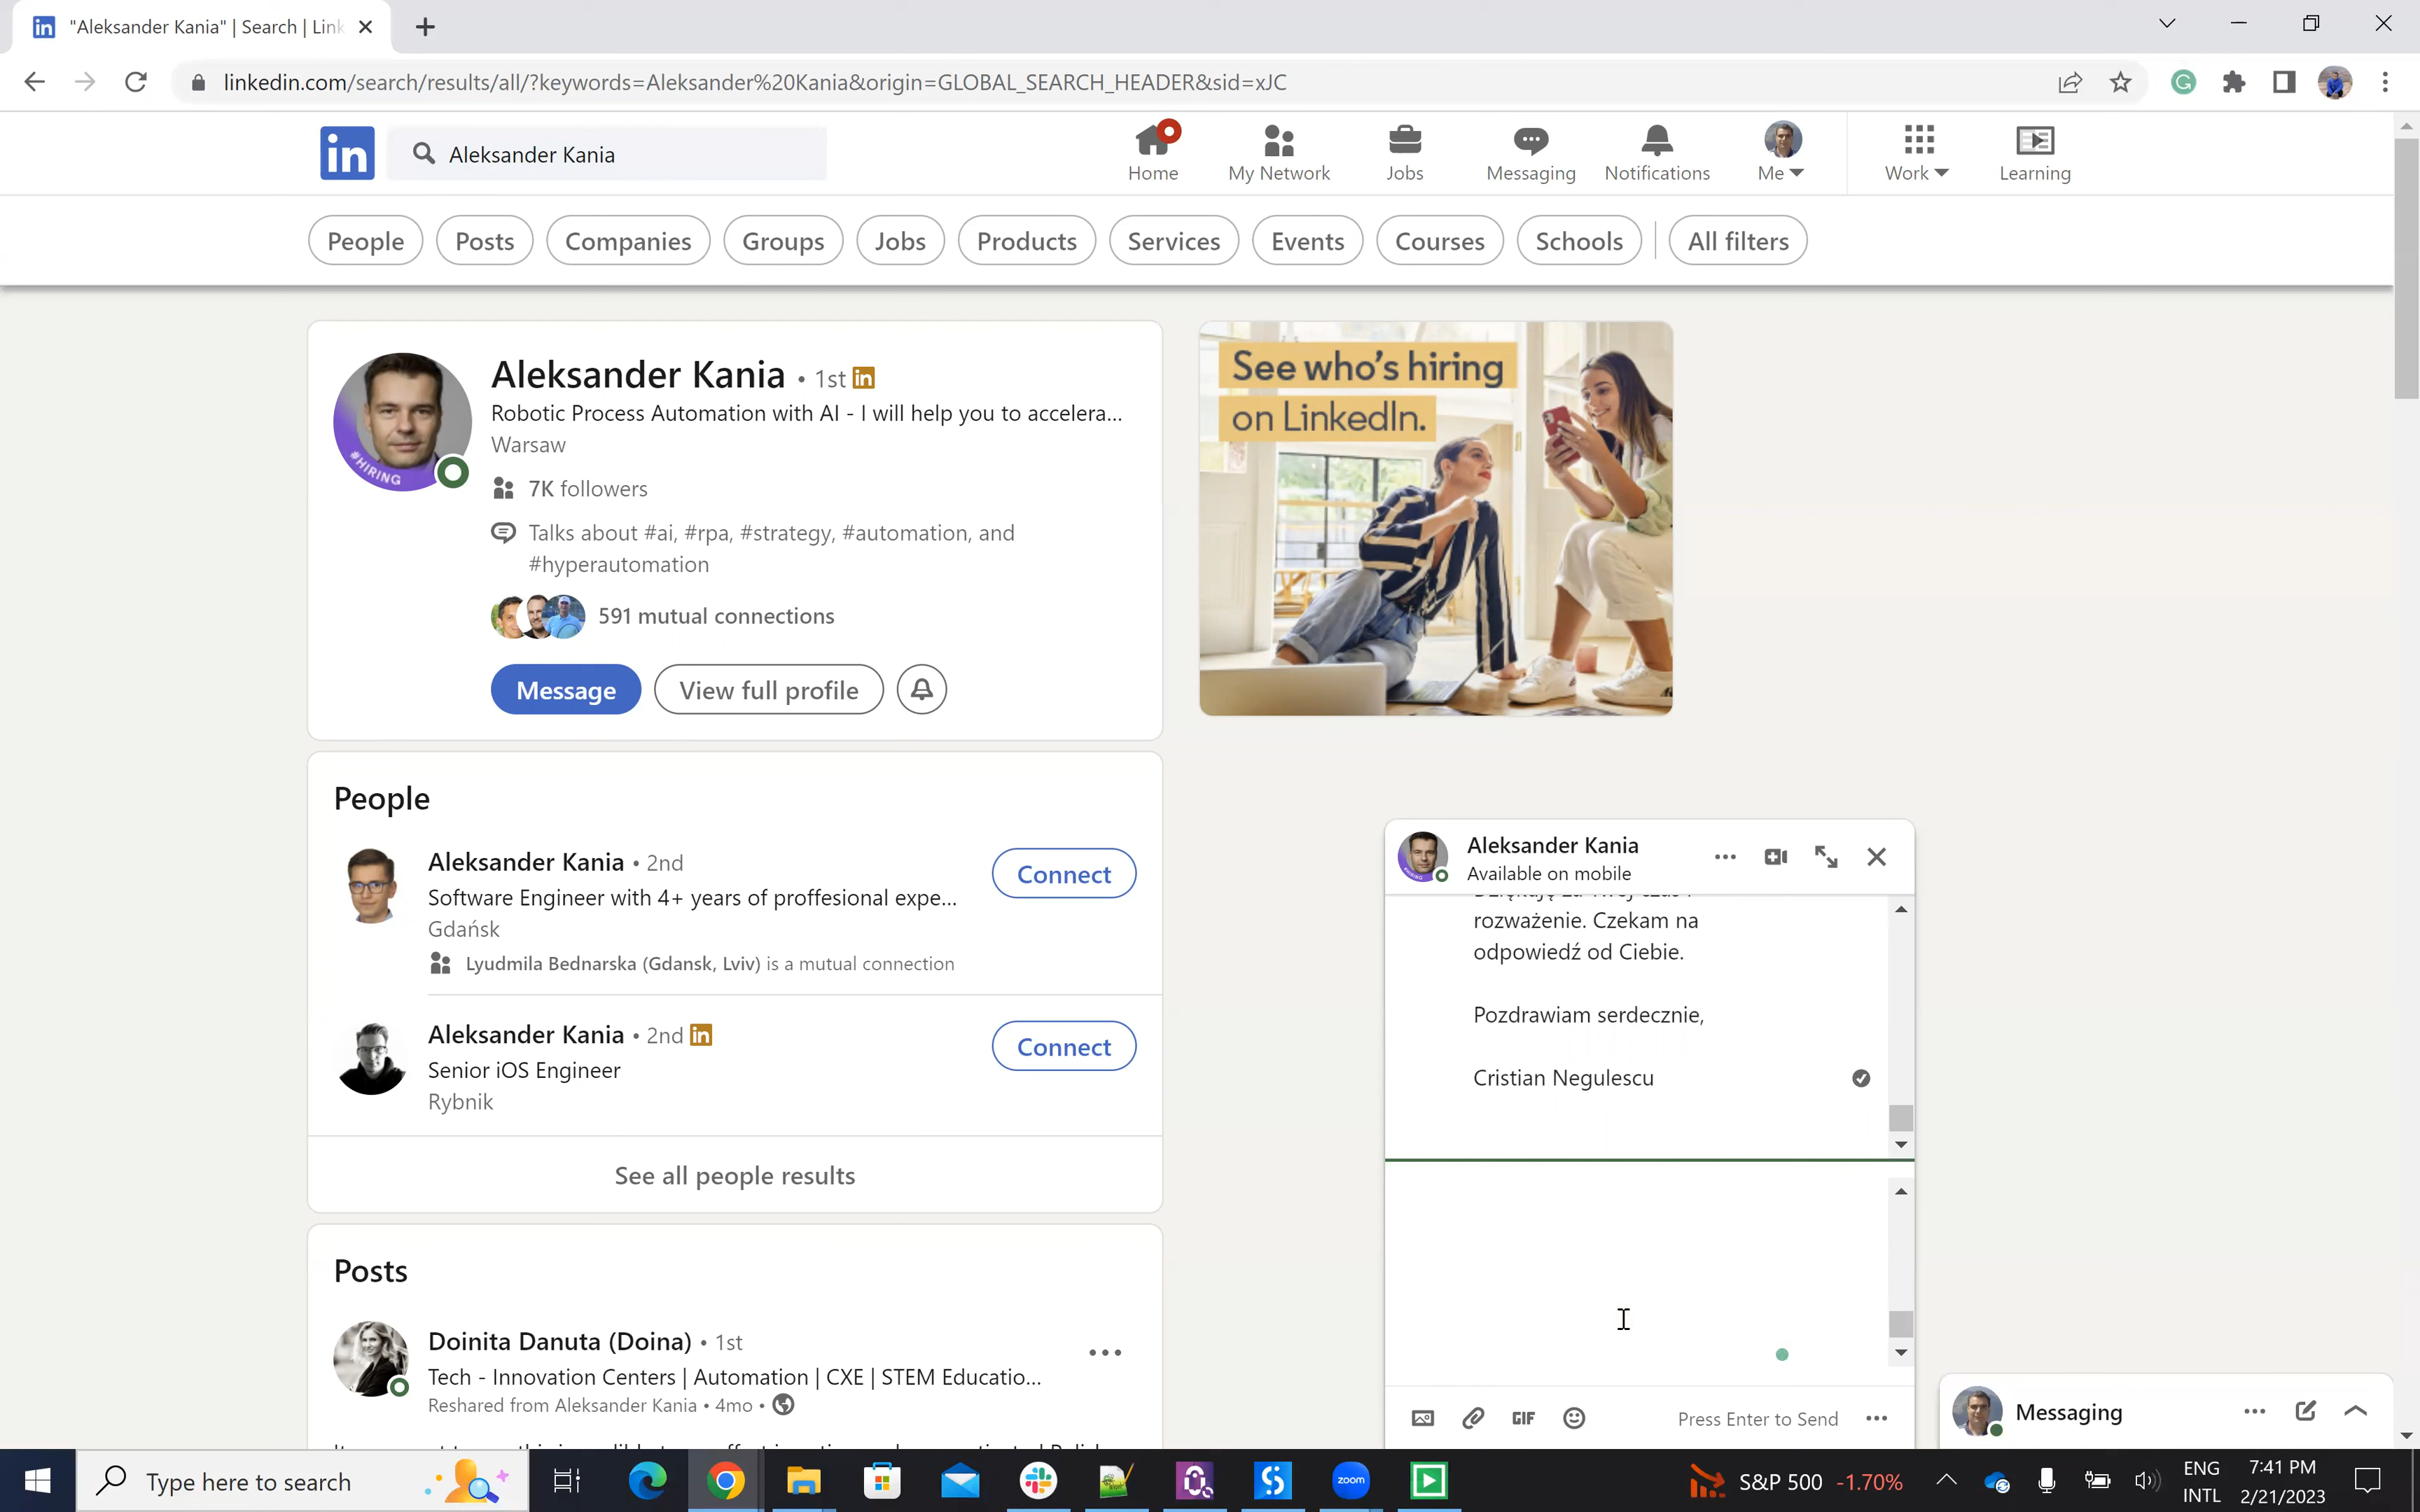 "Aleksander Kania" | Search | Link
linkedin.com/search/results/all/?keywords=Aleksander%20Kania&origin=GLOBAL_SEARCH_HEADER&sid=xJC
in
Aleksander Kania
Home
My Network
Jobs
Messaging
Notifications
Me
Work
Learning
People
Posts
Companies
Groups
Jobs
Products
Services
Events
Courses
Schools
All filters
#HIRING
Aleksander Kania • 1st in
Robotic Process Automation with AI - I will help you to accelera...
Warsaw
7K followers
Talks about #ai, #rpa, #strategy, #automation, and
#hyperautomation
591 mutual connections
Message
View full profile
See who's hiring
on LinkedIn.
People
Aleksander Kania • 2nd
Software Engineer with 4+ years of proffesional expe...
Gdańsk
Lyudmila Bednarska (Gdansk, Lviv) is a mutual connection
Connect
Aleksander Kania • 2nd in
Senior iOS Engineer
Rybnik
Connect
See all people results
Posts
Doinita Danuta (Doina) • 1st
Tech - Innovation Centers | Automation | CXE | STEM Educatio...
Reshared from Aleksander Kania • 4mo •
Aleksander Kania
Available on mobile
rozważenie. Czekam na
odpowiedź od Ciebie.
Pozdrawiam serdecznie,
Cristian Negulescu
GIF
Press Enter to Send
Messaging
Type here to search
zoom
S&P 500 -1.70%
ENG
INTL
7:41 PM
2/21/2023